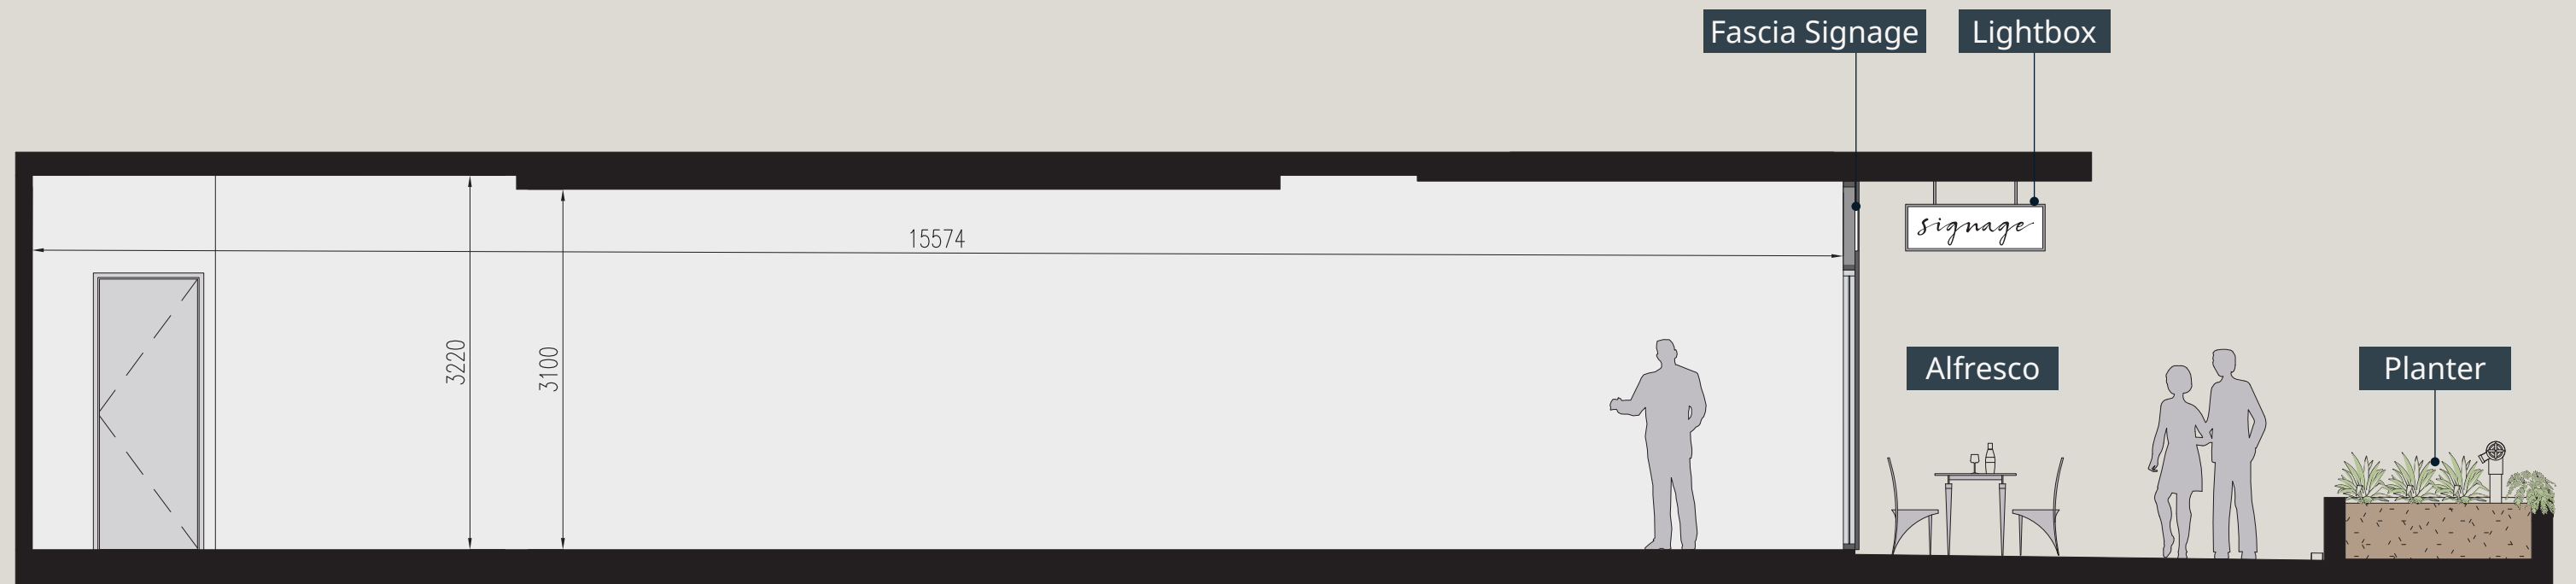 Fascia Signage
Lightbox
signage
15574
3220
3100
Alfresco
Planter